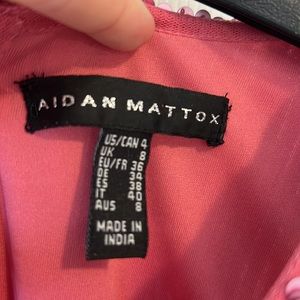 AIDAN MATTOX
US/CAN 4
UK 8
EU/FR 36
DE 34
ES 38
IT 40
AUS 8
MADE IN
INDIA